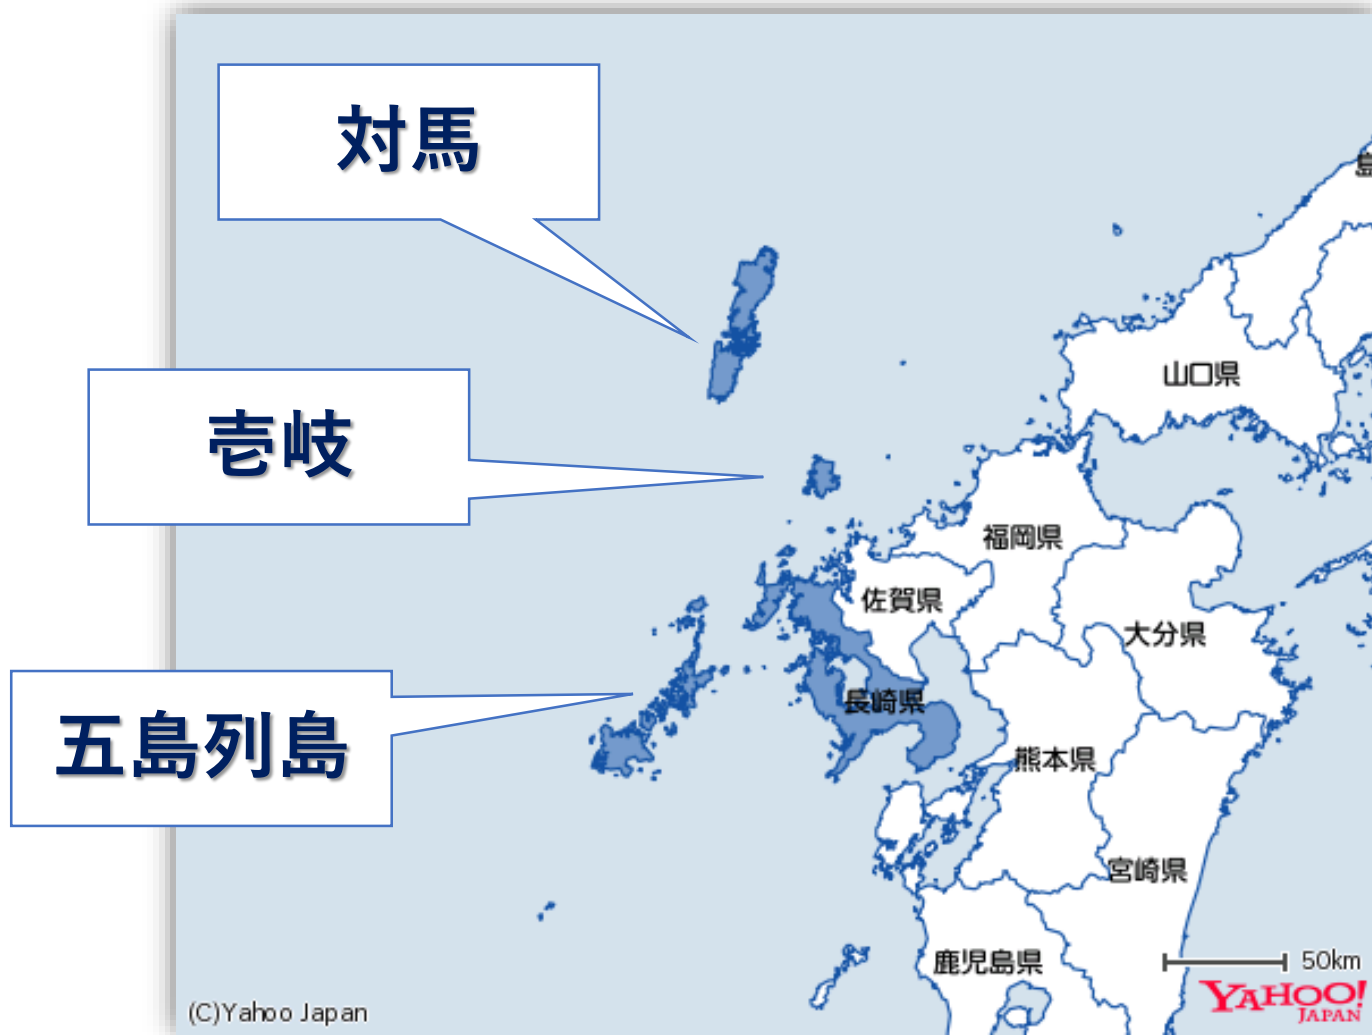 対馬
壱岐
五島列島
島
山口県
福岡県
佐賀県
大分県
長崎県
熊本県
宮崎県
鹿児島県
50km
YAHOO!
JAPAN
(C)Yahoo Japan